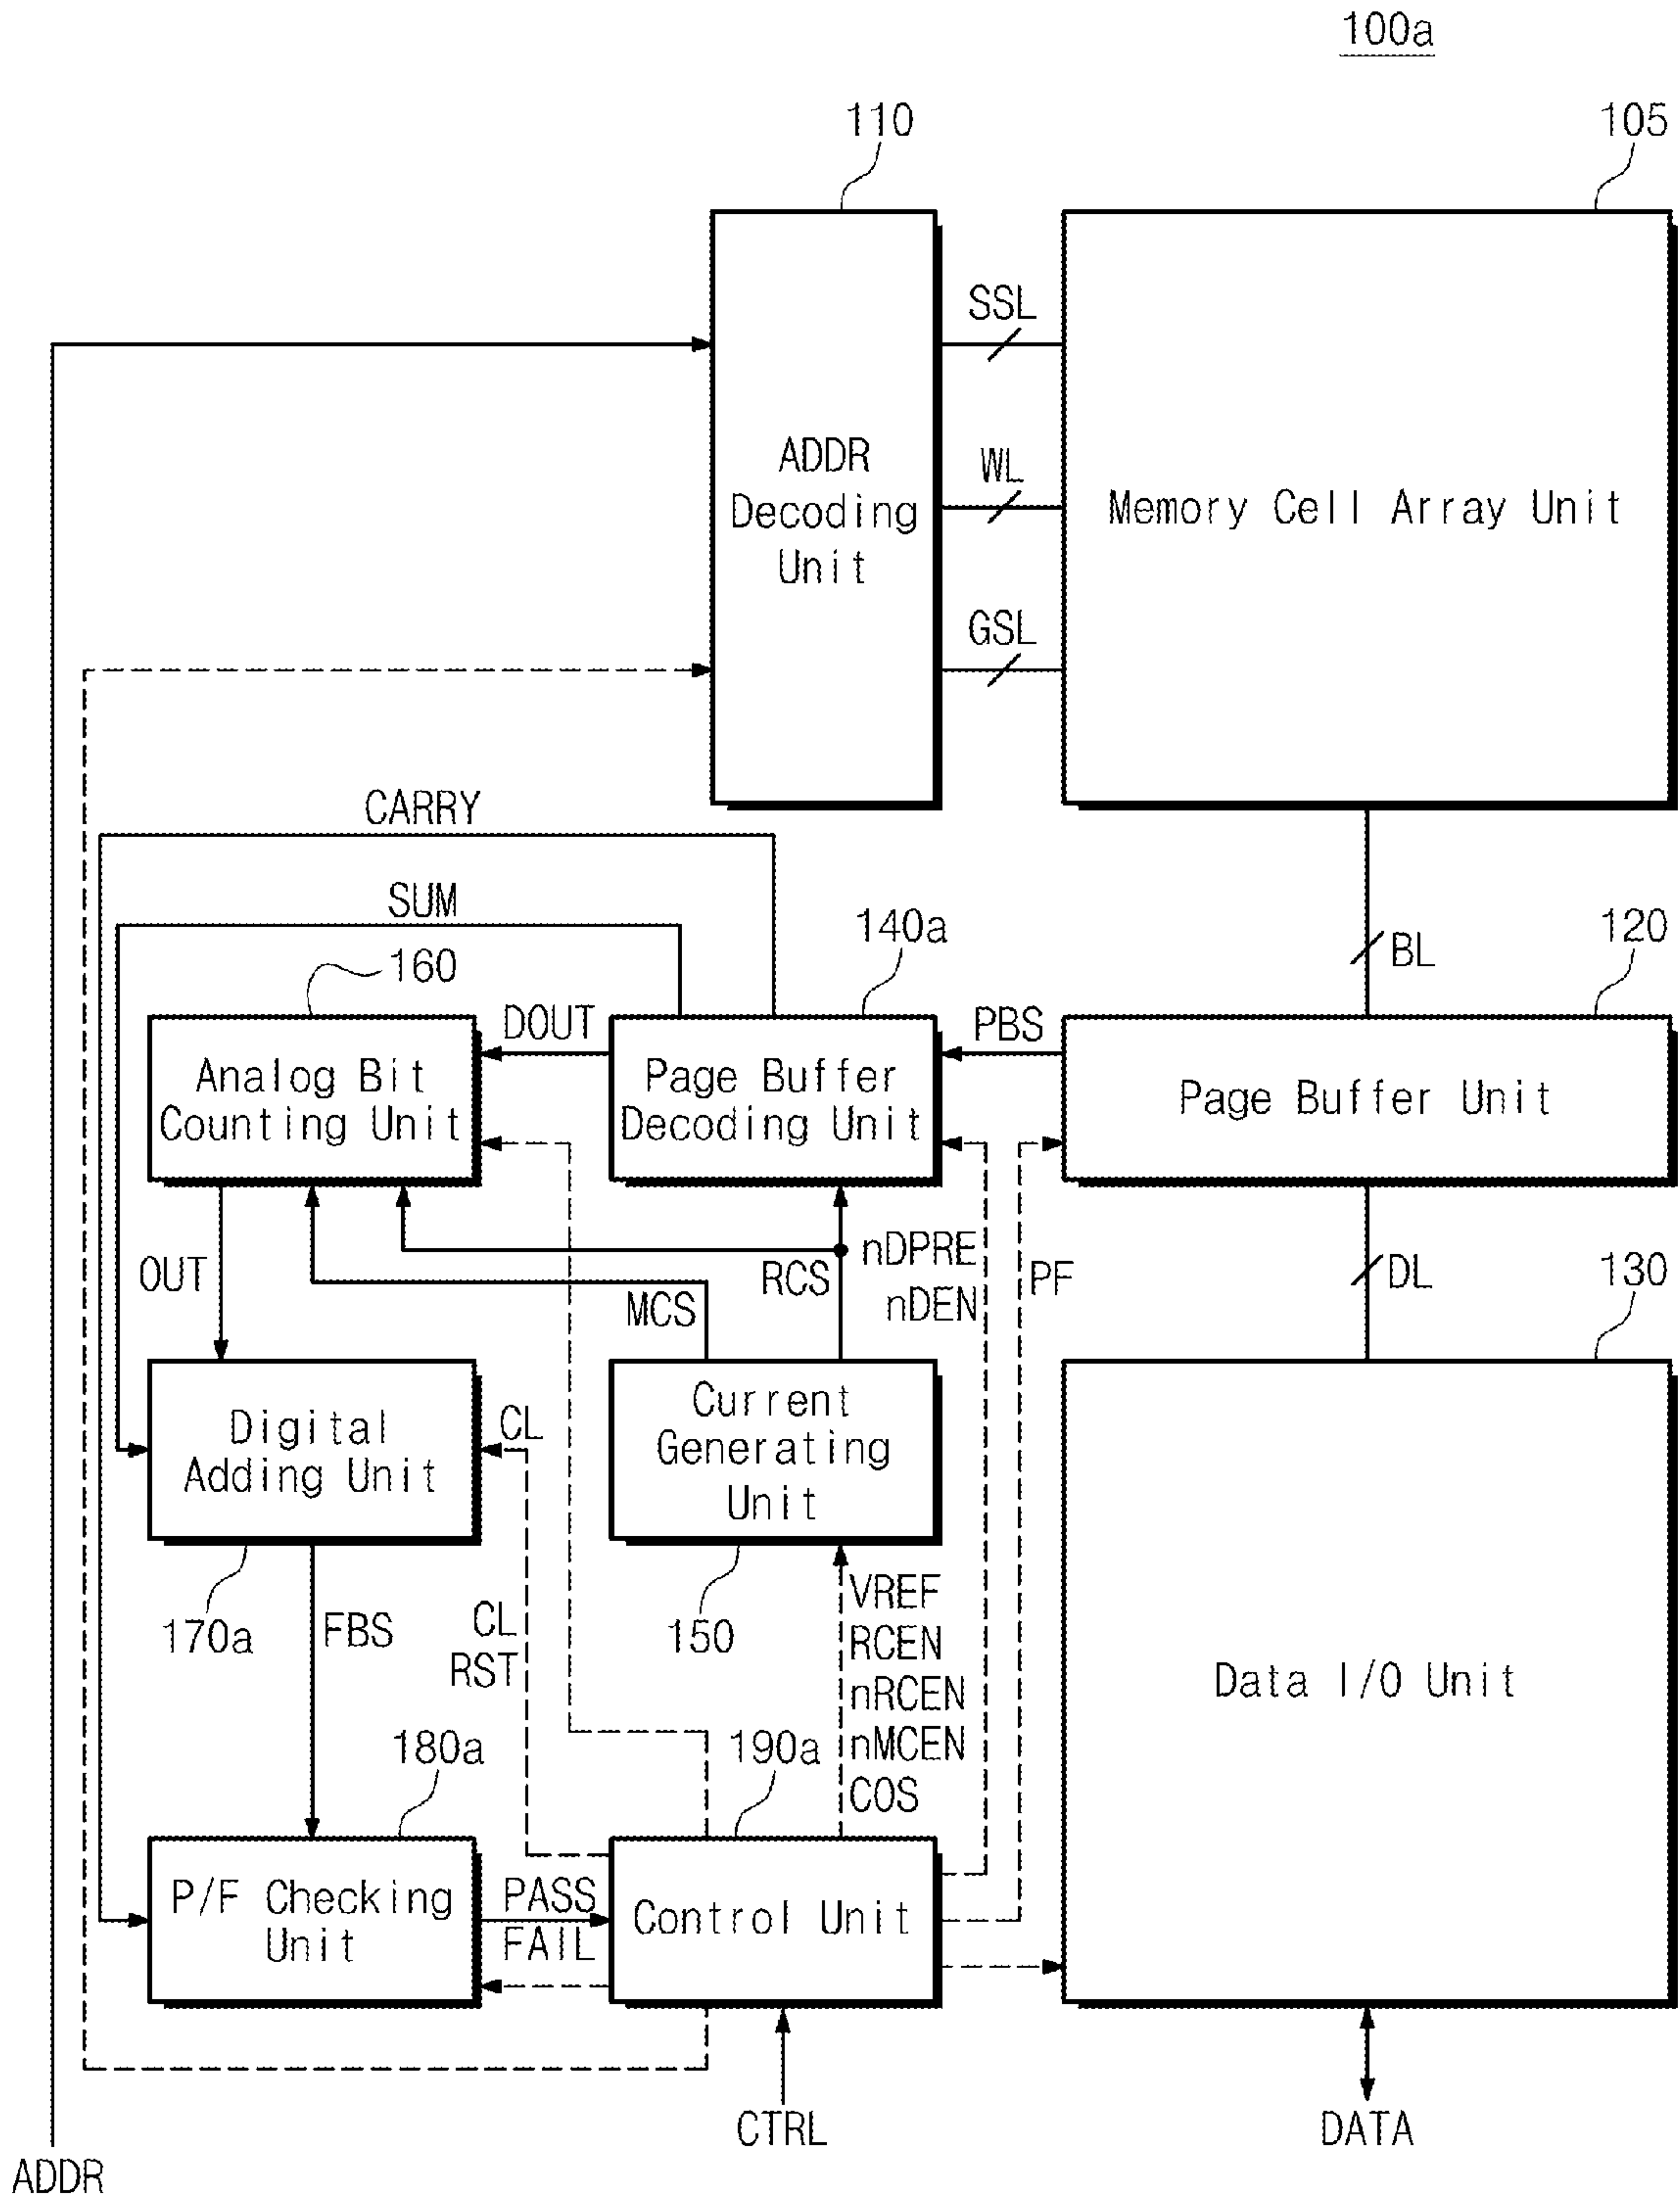 100a
110
105
SSL
ADDR
Decoding
Unit
WL
Memory Cell Array Unit
GSL
CARRY
SUM
140a
120
160
BL
DOUT
PBS
Analog Bit
Counting Unit
Page Buffer
Decoding Unit
Page Buffer Unit
OUT
MCS
RCS
nDPRE
nDEN
PF
DL
130
Digital
Adding Unit
CL
Current
Generating
Unit
170a
FBS
CL
RST
150
VREF
RCEN
nRCEN
nMCEN
COS
Data I/O Unit
180a
190a
P/F Checking
Unit
PASS
FAIL
Control Unit
CTRL
DATA
ADDR